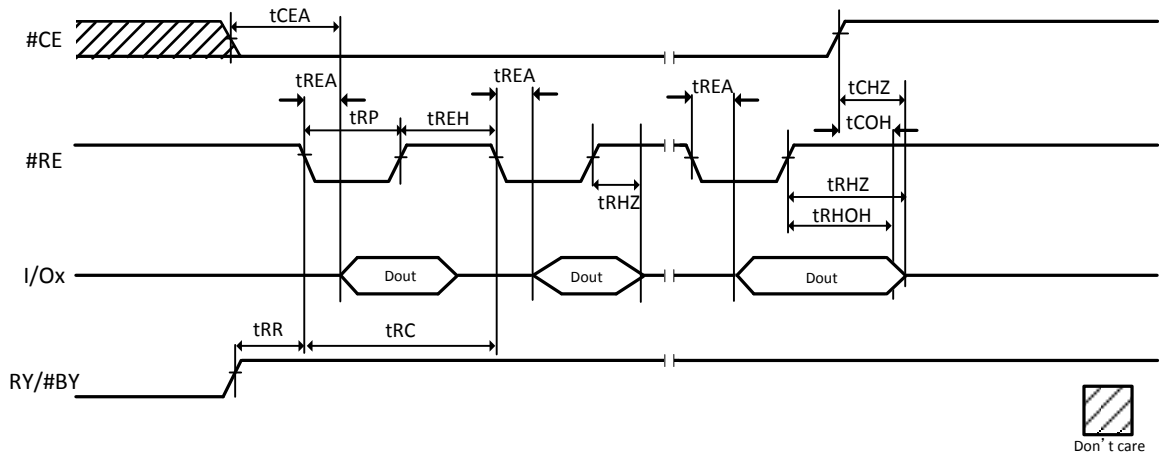 tCEA
#CE
tREA
tREA
tREA
tCHZ
tCOH
tRP
tREH
#RE
tRHZ
tRHZ
tRHOH
I/Ox
Dout
Dout
Dout
tRR
tRC
RY/#BY
Don't care